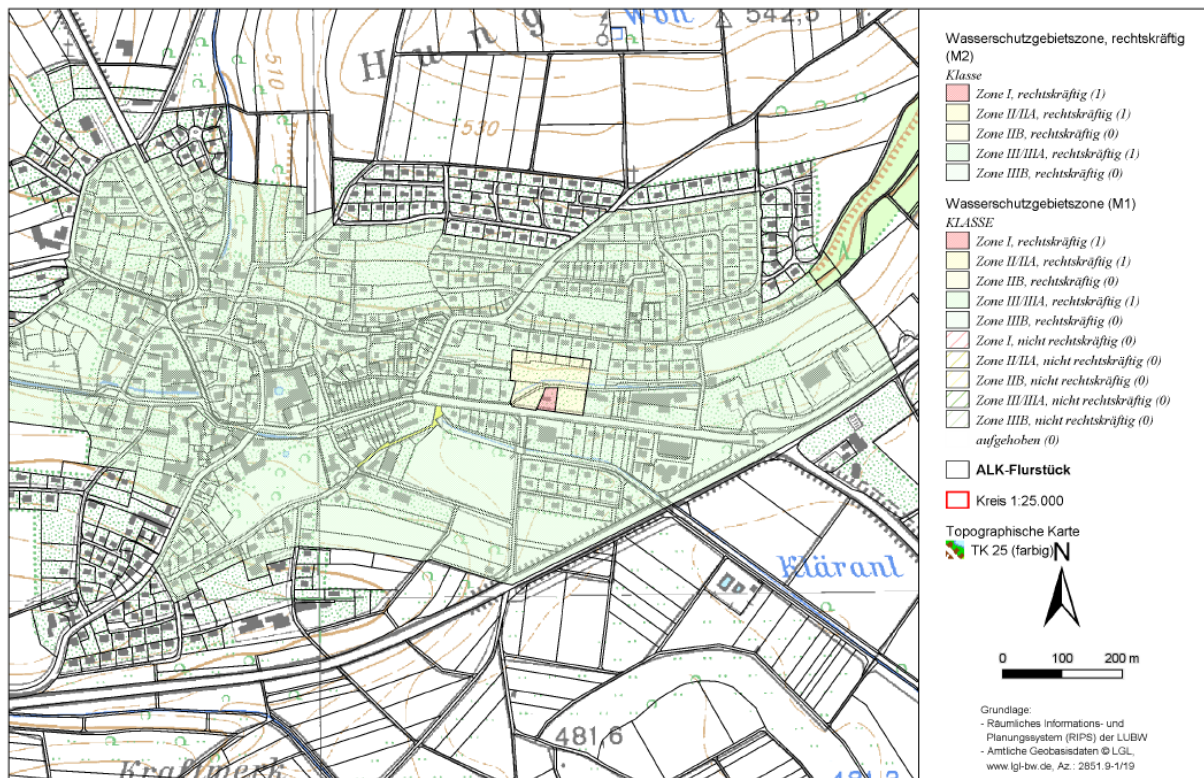 542,5
Won
Hung
510
530
Kläranl
481,6
Kraftwerk
481,3
Wasserschutzgebietszone, rechtskräftig
(M2)
Klasse
Zone I, rechtskräftig (1)
Zone II/IIA, rechtskräftig (1)
Zone IIB, rechtskräftig (0)
Zone III/IIIA, rechtskräftig (1)
Zone IIIB, rechtskräftig (0)
Wasserschutzgebietszone (M1)
KLASSE
Zone I, rechtskräftig (1)
Zone II/IIA, rechtskräftig (1)
Zone IIB, rechtskräftig (0)
Zone III/IIIA, rechtskräftig (1)
Zone IIIB, rechtskräftig (0)
Zone I, nicht rechtskräftig (0)
Zone II/IIA, nicht rechtskräftig (0)
Zone IIB, nicht rechtskräftig (0)
Zone III/IIIA, nicht rechtskräftig (0)
Zone IIIB, nicht rechtskräftig (0)
aufgehoben (0)
ALK-Flurstück
Kreis 1:25.000
Topographische Karte
TK 25 (farbig)
N
0 100 200 m
Grundlage:
- Räumliches Informations- und
Planungssystem (RIPS) der LUBW
- Amtliche Geobasisdaten © LGL,
www.lgl-bw.de, Az.: 2851.9-1/19